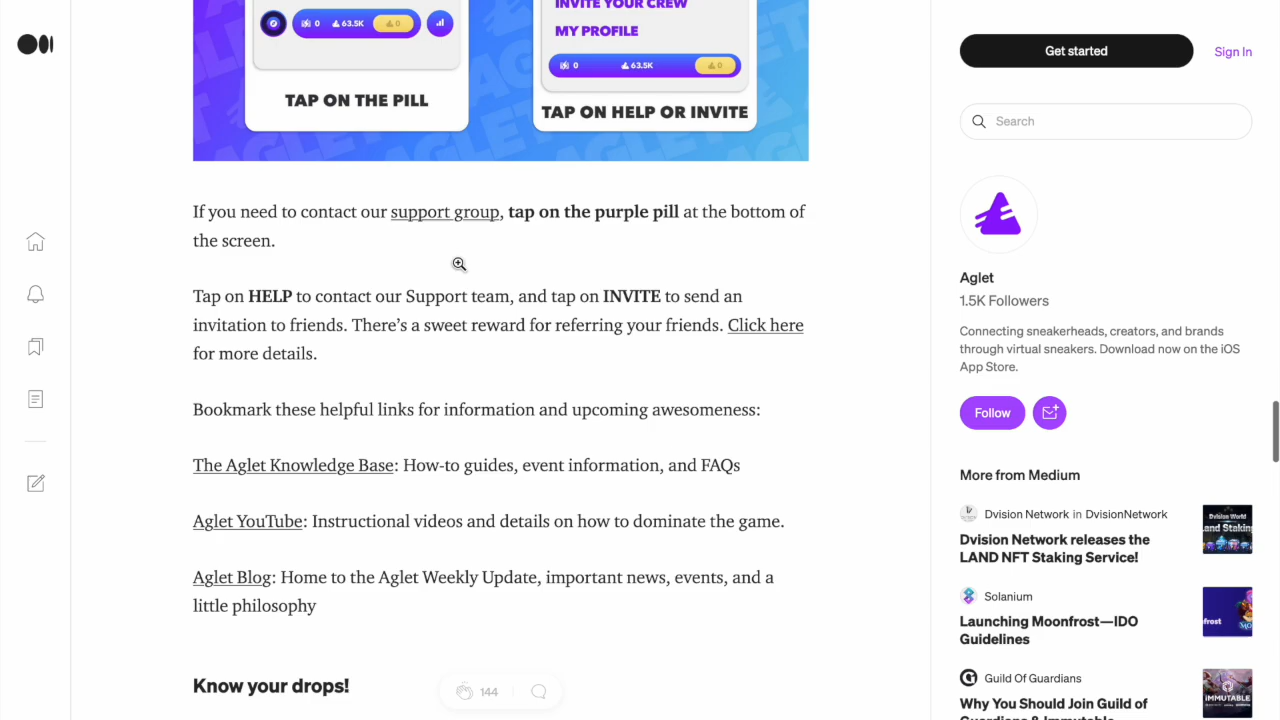 INVITE YOUR CREW
MY PROFILE
0 63.5K 0
0 63.5K 0
TAP ON THE PILL
TAP ON HELP OR INVITE
If you need to contact our support group, tap on the purple pill at the bottom of
the screen.
Tap on HELP to contact our Support team, and tap on INVITE to send an
invitation to friends. There’s a sweet reward for referring your friends. Click here
for more details.
Bookmark these helpful links for information and upcoming awesomeness:
The Aglet Knowledge Base: How-to guides, event information, and FAQs
Aglet YouTube: Instructional videos and details on how to dominate the game.
Aglet Blog: Home to the Aglet Weekly Update, important news, events, and a
little philosophy
Know your drops!
144
Get started
Sign In
Search
Aglet
1.5K Followers
Connecting sneakerheads, creators, and brands
through virtual sneakers. Download now on the iOS
App Store.
Follow
More from Medium
Dvision Network in DvisionNetwork
Dvision Network releases the
LAND NFT Staking Service!
Dvision World
Land Staking
Solanium
Launching Moonfrost—IDO
Guidelines
Guild Of Guardians
Why You Should Join Guild of
Guardians & Immutable
IMMUTABLE